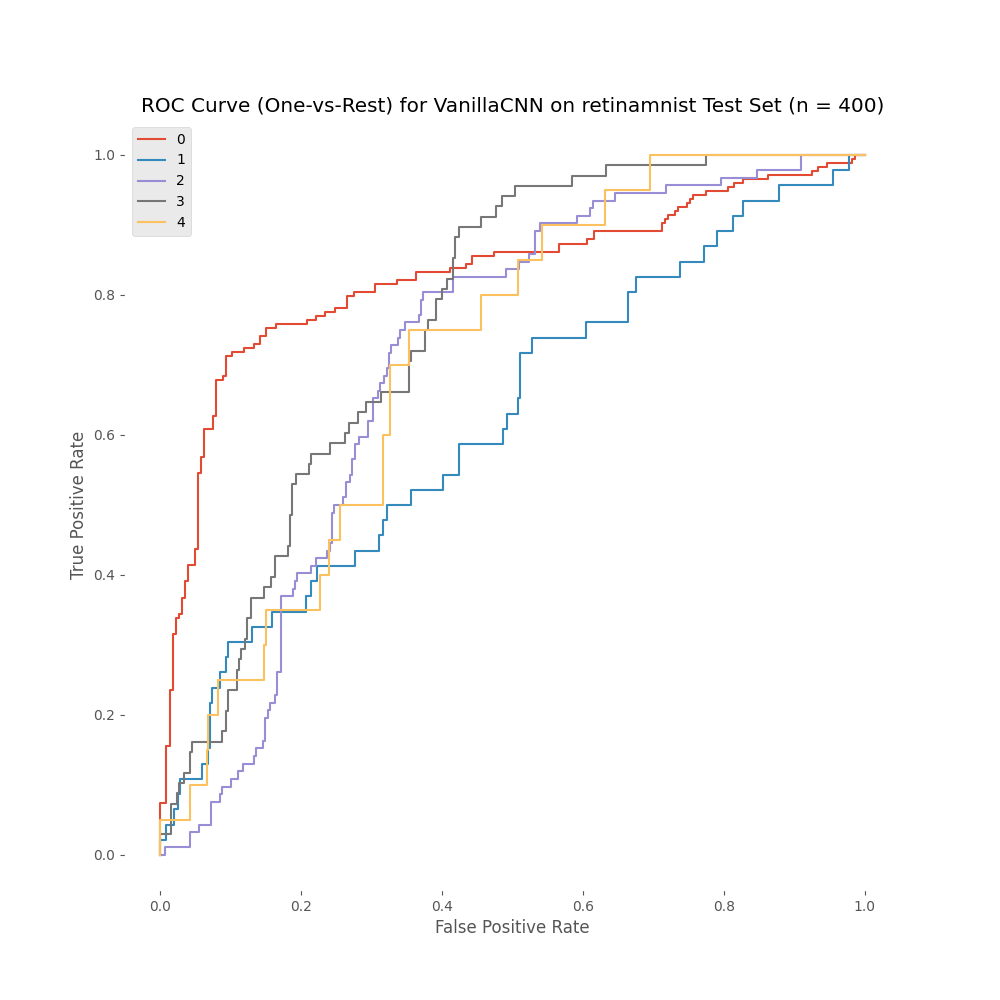 ROC Curve (One-vs-Rest) for VanillaCNN on retinamnist Test Set (n = 400)
0
1
2
3
4
1.0
0.8
0.6
0.4
0.2
0.0
True Positive Rate
0.0 0.2 0.4 0.6 0.8 1.0
False Positive Rate